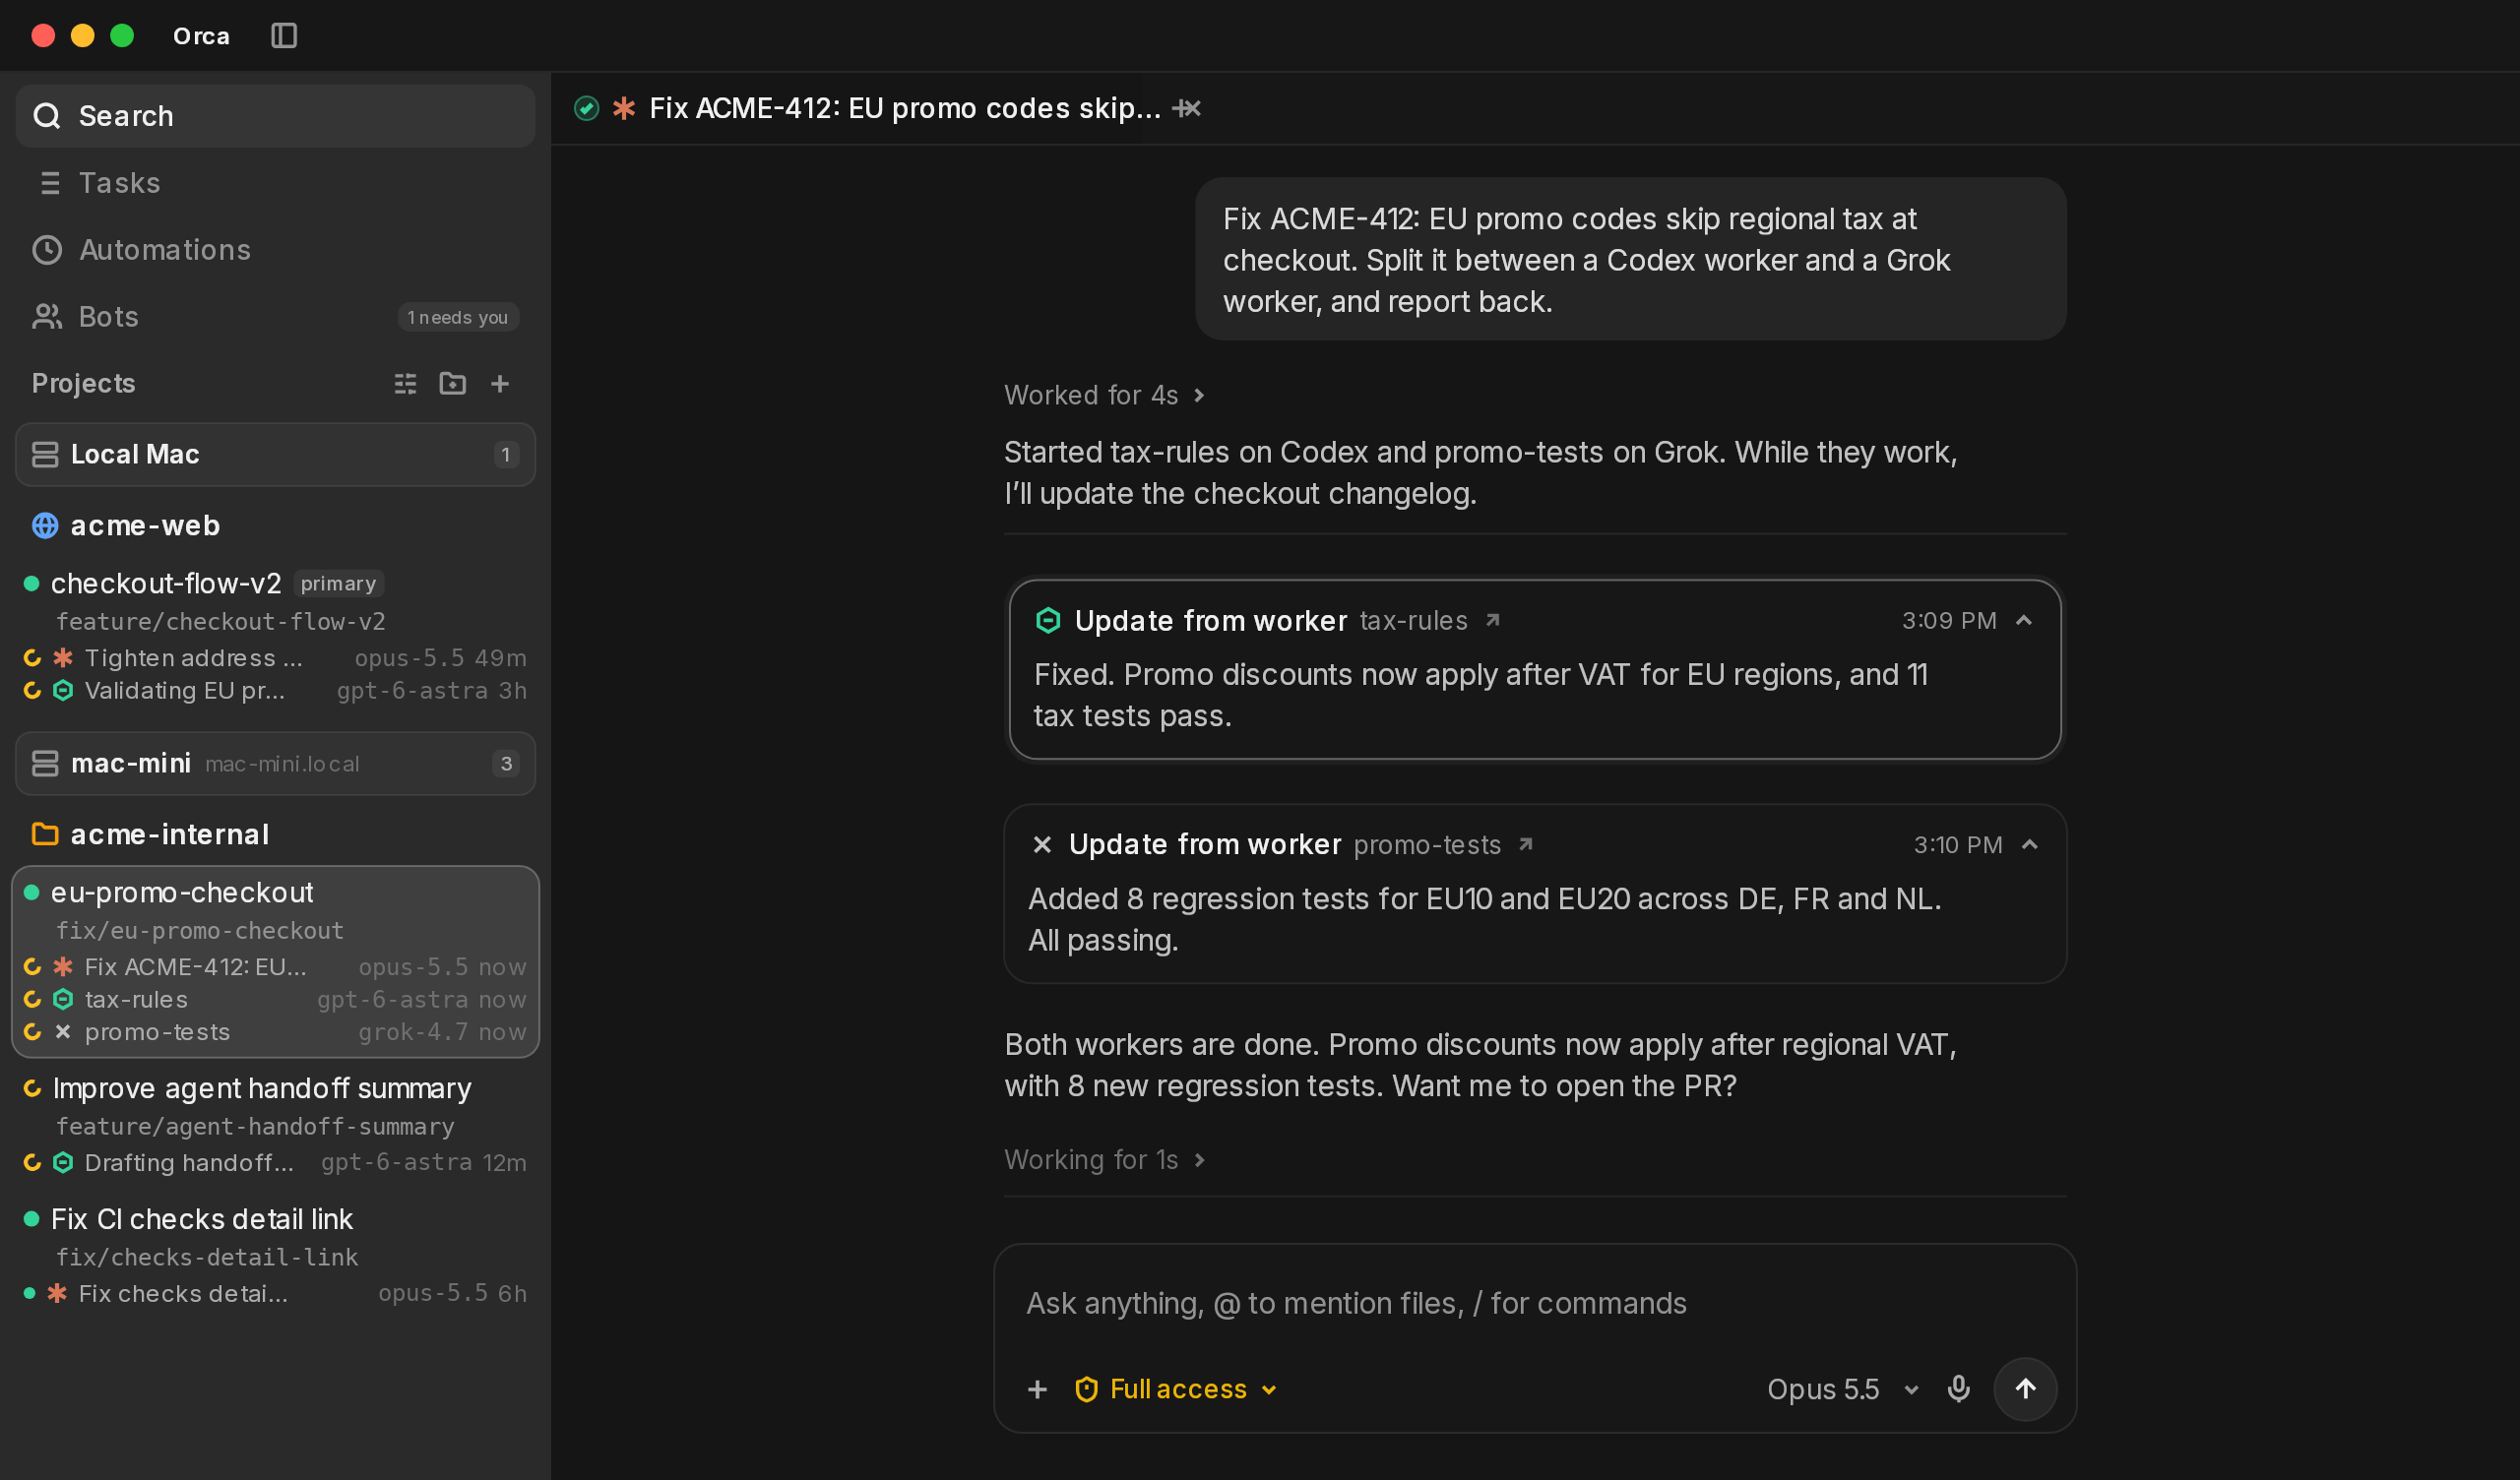 Orca
Search
Tasks
Automations
Bots 1 needs you
Projects
Local Mac 1
acme-web
checkout-flow-v2 primary
feature/checkout-flow-v2
Tighten address ... opus-5.5 49m
Validating EU pr... gpt-6-astra 3h
mac-mini mac-mini.local 3
acme-internal
eu-promo-checkout
fix/eu-promo-checkout
Fix ACME-412: EU... opus-5.5 now
tax-rules gpt-6-astra now
promo-tests grok-4.7 now
Improve agent handoff summary
feature/agent-handoff-summary
Drafting handoff... gpt-6-astra 12m
Fix CI checks detail link
fix/checks-detail-link
Fix checks detai... opus-5.5 6h
Fix ACME-412: EU promo codes skip...
Fix ACME-412: EU promo codes skip regional tax at
checkout. Split it between a Codex worker and a Grok
worker, and report back.
Worked for 4s
Started tax-rules on Codex and promo-tests on Grok. While they work,
I’ll update the checkout changelog.
Update from worker tax-rules 3:09 PM
Fixed. Promo discounts now apply after VAT for EU regions, and 11
tax tests pass.
Update from worker promo-tests 3:10 PM
Added 8 regression tests for EU10 and EU20 across DE, FR and NL.
All passing.
Both workers are done. Promo discounts now apply after regional VAT,
with 8 new regression tests. Want me to open the PR?
Working for 1s
Ask anything, @ to mention files, / for commands
Full access Opus 5.5